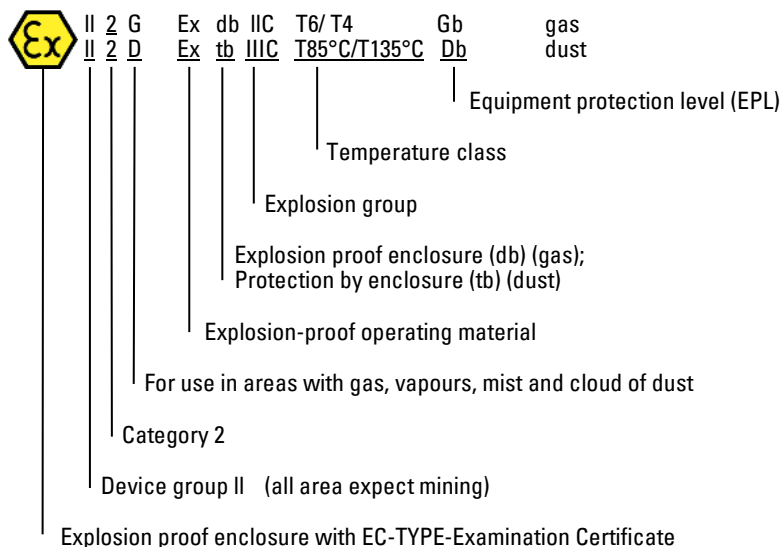 Ex II 2 G Ex db IIC T6/ T4 Gb gas
II 2 D Ex tb IIIC T85°C/T135°C Db dust
Equipment protection level (EPL)
Temperature class
Explosion group
Explosion proof enclosure (db) (gas);
Protection by enclosure (tb) (dust)
Explosion-proof operating material
For use in areas with gas, vapours, mist and cloud of dust
Category 2
Device group II (all area expect mining)
Explosion proof enclosure with EC-TYPE-Examination Certificate